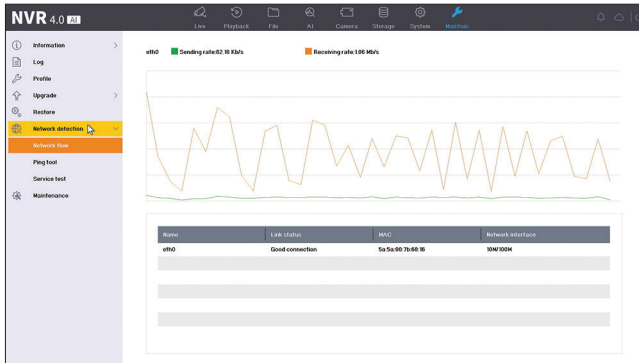 NVR 4.0 AI
Live Playback File AI Camera Storage System Maintain
Information
Log
Profile
Upgrade
Restore
Network detection
Network flow
Ping tool
Service test
Maintenance
eth0 Sending rate:82.16 Kb/s Receiving rate:1.06 Mb/s
Name Link status MAC Network interface
eth0 Good connection 5a:5a:00:7b:68:16 10M/100M